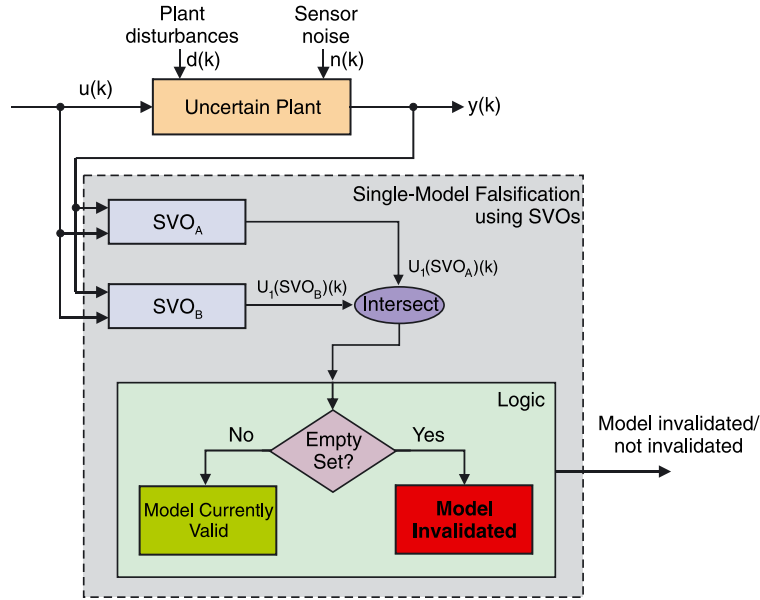 Plant
disturbances
Sensor
noise
d(k)
n(k)
u(k)
Uncertain Plant
y(k)
Single-Model Falsification
using SVOs
SVO_A
U_1(SVO_A)(k)
SVO_B
U_1(SVO_B)(k)
Intersect
Logic
No
Empty
Set?
Yes
Model Currently
Valid
Model
Invalidated
Model invalidated/
not invalidated